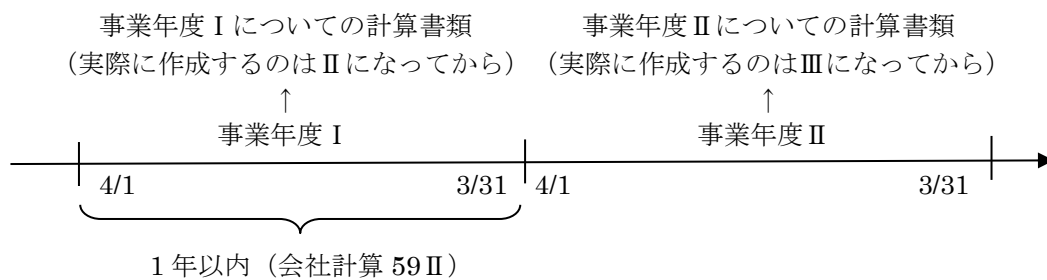 事業年度Ⅰについての計算書類 事業年度Ⅱについての計算書類
（実際に作成するのはⅡになってから） （実際に作成するのはⅢになってから）
↑ ↑
事業年度Ⅰ 事業年度Ⅱ
4/1 3/31 4/1 3/31
1年以内（会社計算 59Ⅱ）